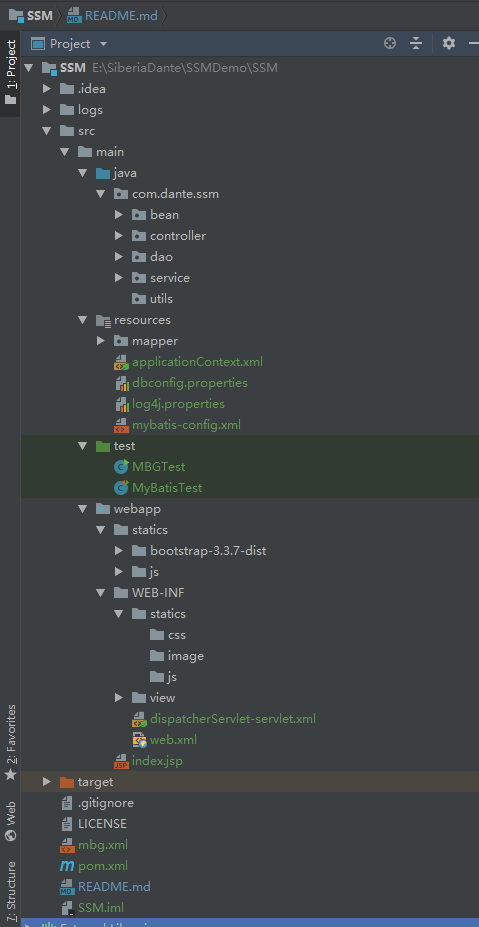 SSM README.md
Project
SSM E:\SiberiaDante\SSMDemo\SSM
.idea
logs
src
main
java
com.dante.ssm
bean
controller
dao
service
utils
resources
mapper
applicationContext.xml
dbconfig.properties
log4j.properties
mybatis-config.xml
test
MBGTest
MyBatisTest
webapp
statics
bootstrap-3.3.7-dist
js
WEB-INF
statics
css
image
js
view
dispatcherServlet-servlet.xml
web.xml
index.jsp
target
.gitignore
LICENSE
mbg.xml
pom.xml
README.md
SSM.iml
1: Project
2: Favorites
Web
7: Structure